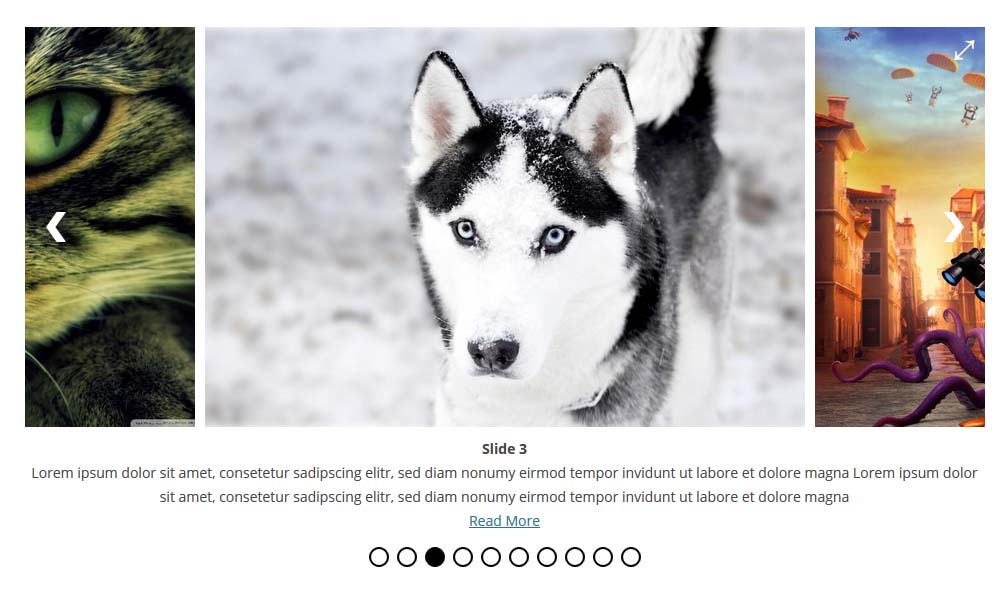 Slide 3
Lorem ipsum dolor sit amet, consetetur sadipscing elitr, sed diam nonumy eirmod tempor invidunt ut labore et dolore magna Lorem ipsum dolor
sit amet, consetetur sadipscing elitr, sed diam nonumy eirmod tempor invidunt ut labore et dolore magna
Read More